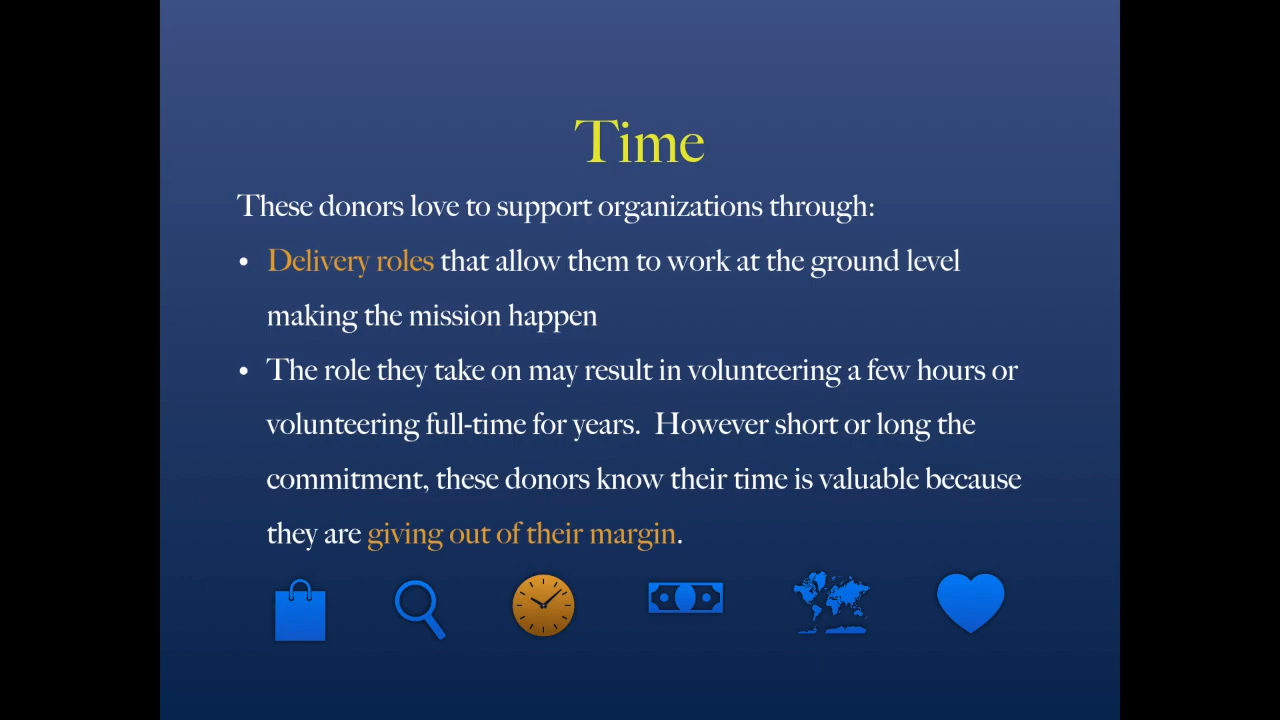 Time
These donors love to support organizations through:
• Delivery roles that allow them to work at the ground level
making the mission happen
• The role they take on may result in volunteering a few hours or
volunteering full-time for years.  However short or long the
commitment, these donors know their time is valuable because
they are giving out of their margin.